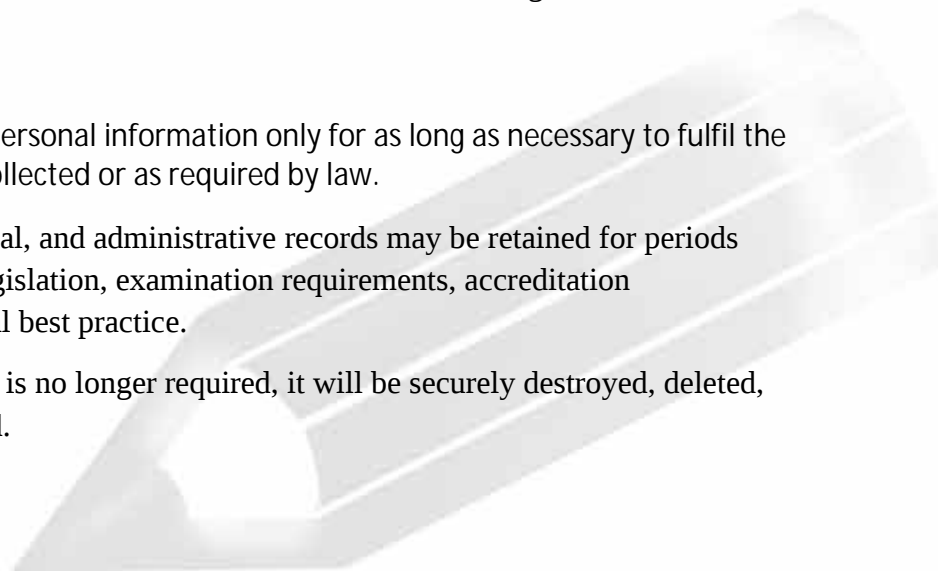 ersonal information only for as long as necessary to fulfil the
ollected or as required by law.
al, and administrative records may be retained for periods
gislation, examination requirements, accreditation
l best practice.
is no longer required, it will be securely destroyed, deleted,